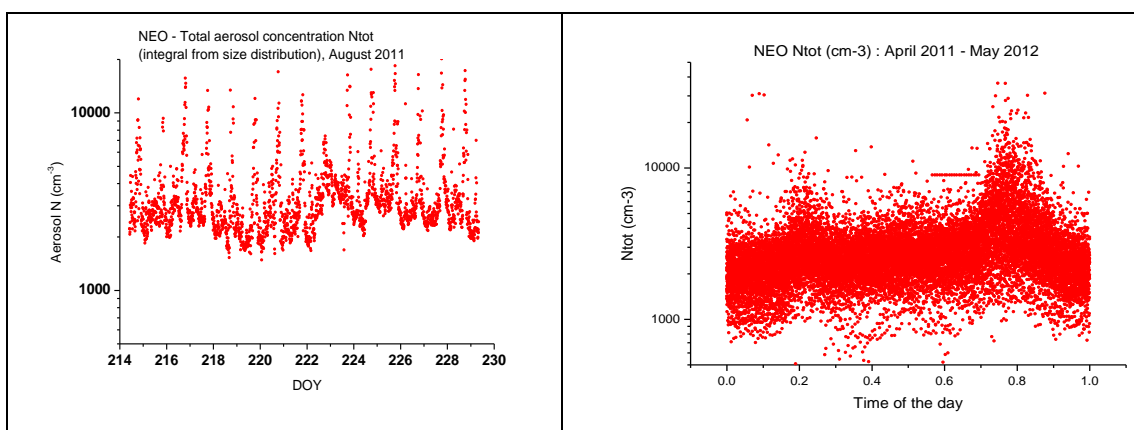 NEO - Total aerosol concentration Ntot
(integral from size distribution), August 2011
10000
1000
Aerosol N (cm-3)
214 216 218 220 222 224 226 228 230
DOY
NEO Ntot (cm-3) : April 2011 - May 2012
10000
1000
Ntot (cm-3)
0.0 0.2 0.4 0.6 0.8 1.0
Time of the day